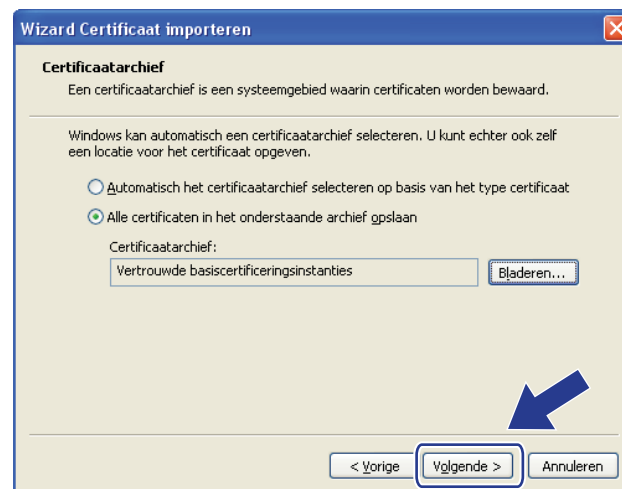 Wizard Certificaat importeren
Certificaatarchief
Een certificaatarchief is een systeemgebied waarin certificaten worden bewaard.
Windows kan automatisch een certificaatarchief selecteren. U kunt echter ook zelf
een locatie voor het certificaat opgeven.
Automatisch het certificaatarchief selecteren op basis van het type certificaat
Alle certificaten in het onderstaande archief opslaan
Certificaatarchief:
Vertrouwde basiscertificeringsinstanties
Bladeren...
< Vorige
Volgende >
Annuleren